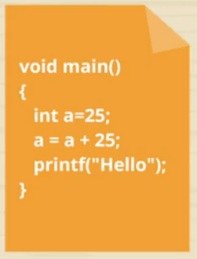 void main()
{
int a=25;
a = a + 25;
printf("Hello");
}